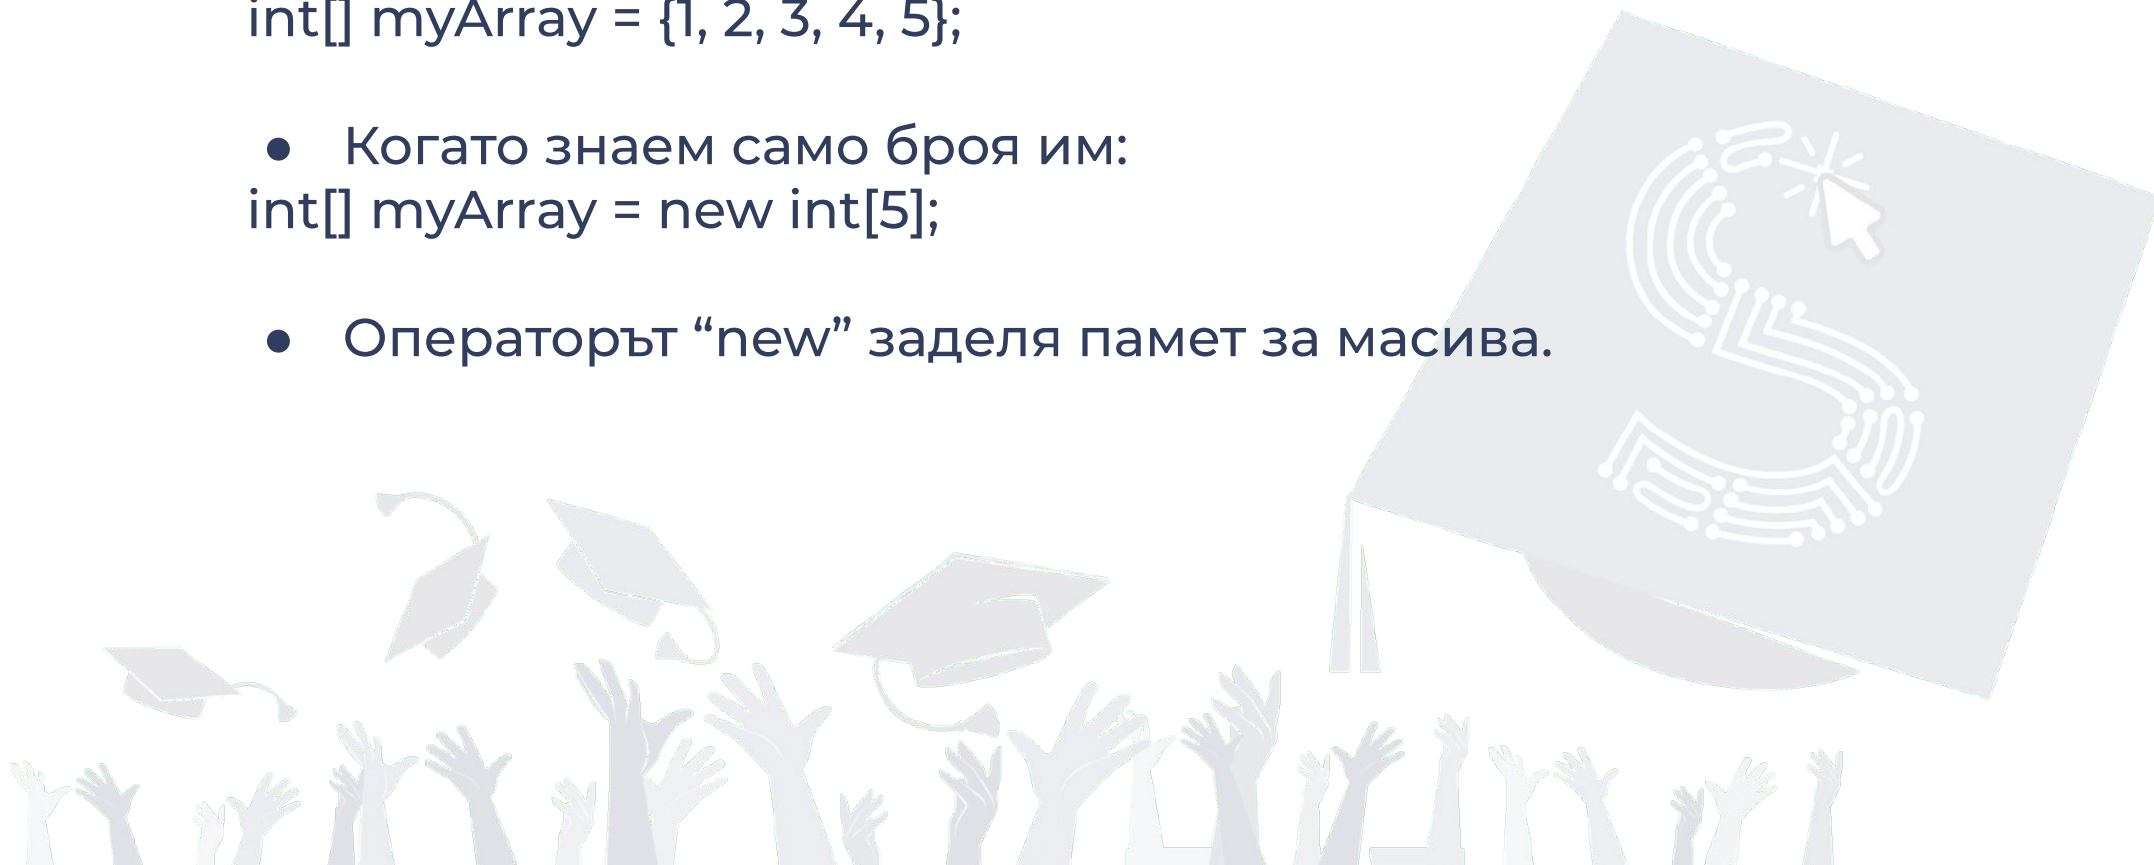 int[] myArray = {1, 2, 3, 4, 5};
● Когато знаем само броя им:
int[] myArray = new int[5];
● Операторът “new” заделя памет за масива.